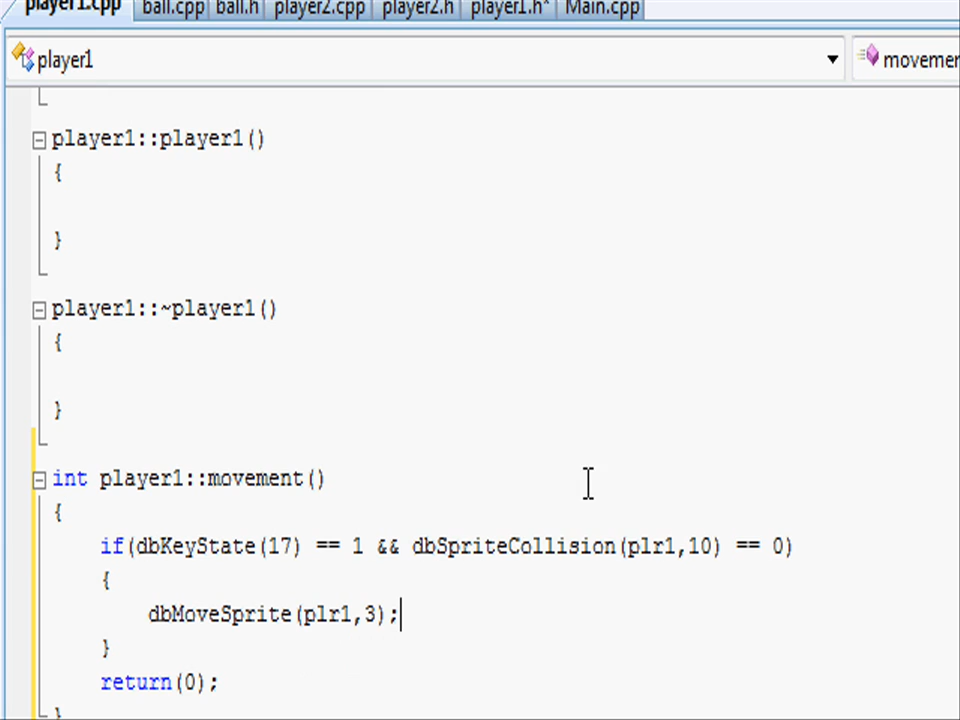 player1.cpp ball.cpp ball.h player2.cpp player2.h player1.h* Main.cpp
player1
player1::player1()
{
}
player1::~player1()
{
}
int player1::movement()
{
if(dbKeyState(17) == 1 && dbSpriteCollision(plr1,10) == 0)
{
dbMoveSprite(plr1,3);
}
return(0);
}